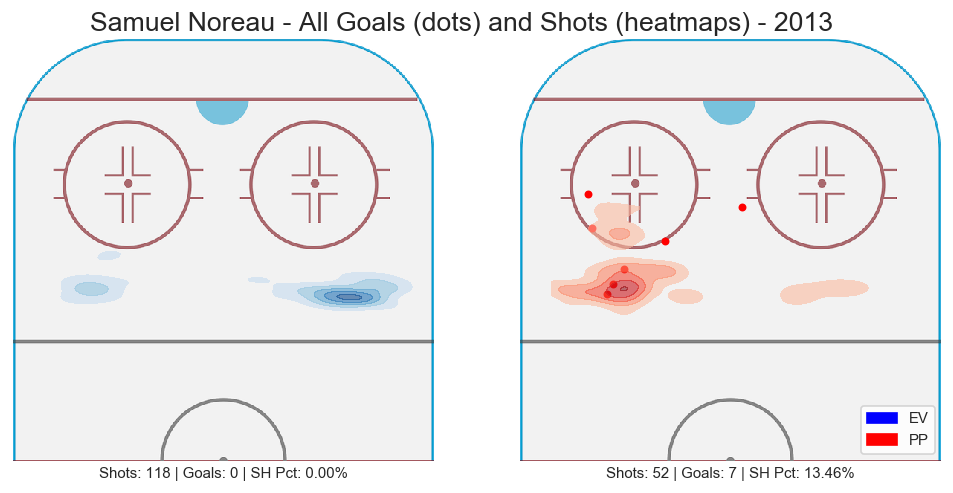 Samuel Noreau - All Goals (dots) and Shots (heatmaps) - 2013
EV
PP
Shots: 118 | Goals: 0 | SH Pct: 0.00%
Shots: 52 | Goals: 7 | SH Pct: 13.46%